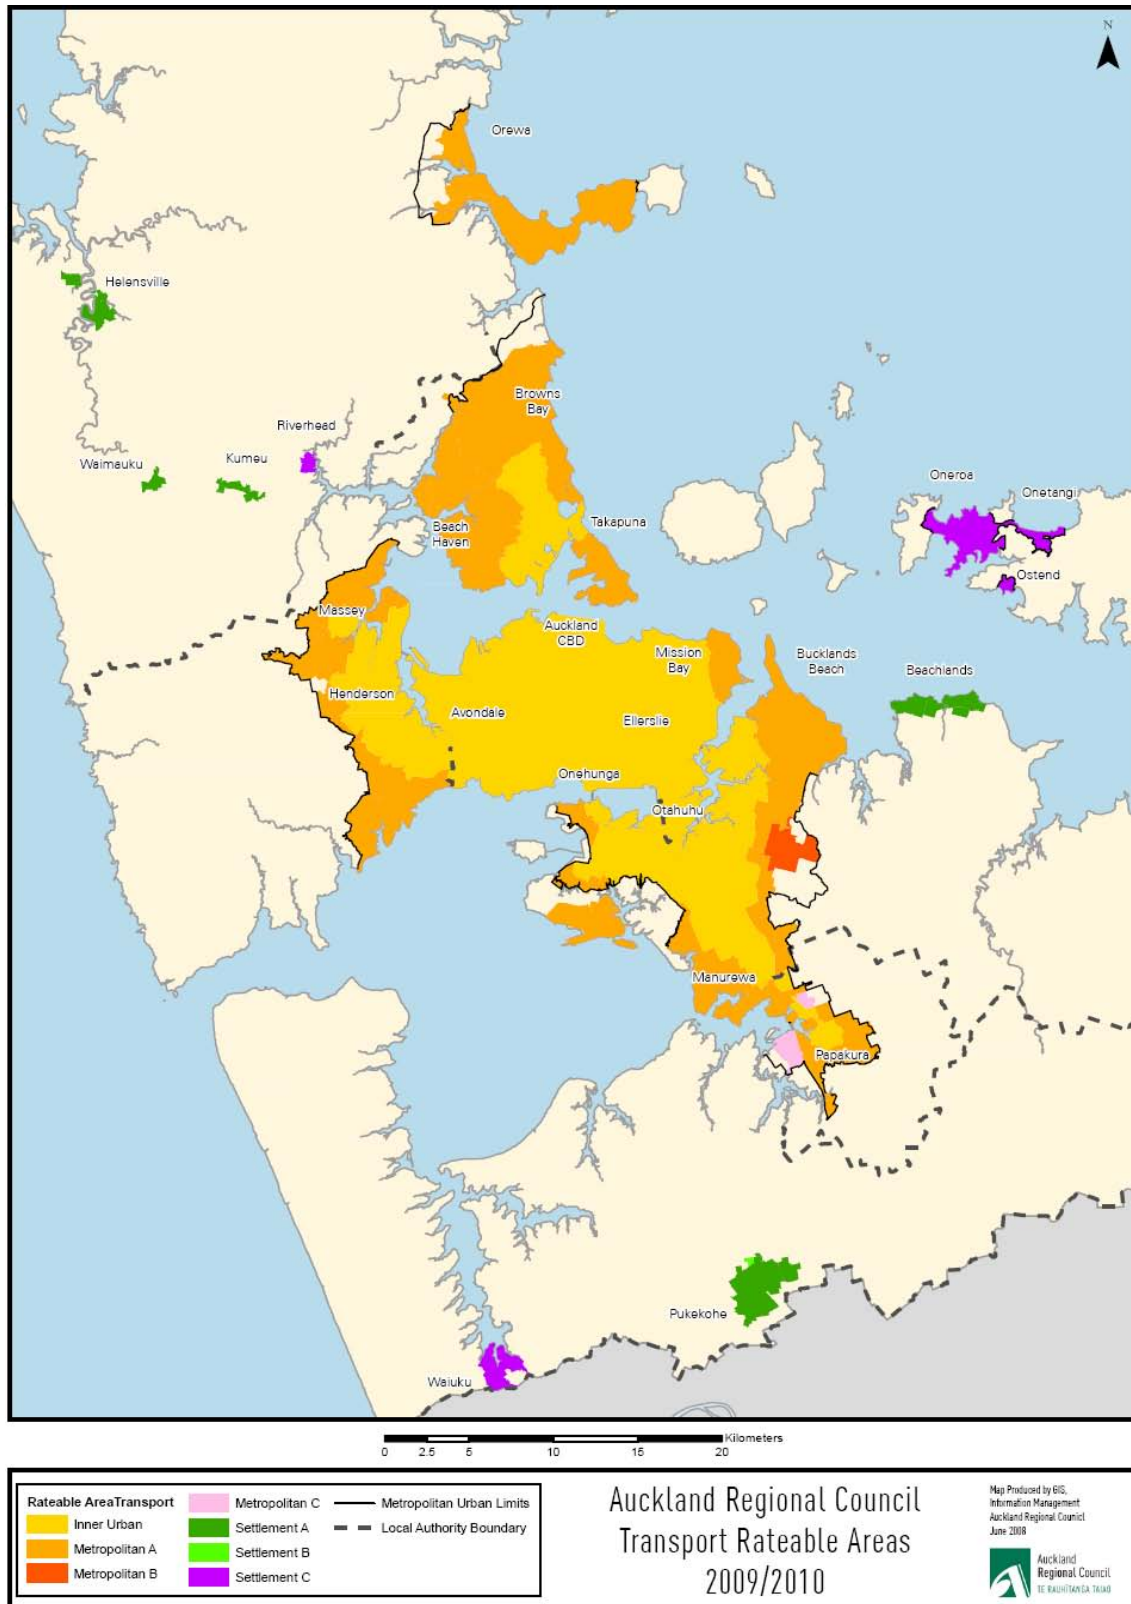 N
Orewa
Helensville
Browns
Bay
Riverhead
Waimauku
Kumeu
Oneroa
Onetangi
Beach
Haven
Takapuna
Ostend
Massey
Auckland
CBD
Mission
Bay
Bucklands
Beach
Beachlands
Henderson
Avondale
Ellerslie
Onehunga
Otahuhu
Manurewa
Papakura
Pukekohe
Waiuku
Kilometers
0 2.5 5 10 15 20
Rateable AreaTransport
Inner Urban
Metropolitan A
Metropolitan B
Metropolitan C
Settlement A
Settlement B
Settlement C
Metropolitan Urban Limits
Local Authority Boundary
Auckland Regional Council
Transport Rateable Areas
2009/2010
Map Produced by GIS,
Information Management
Auckland Regional Council
June 2008
Auckland
Regional Council
TE RAUHĪTANGA TAIAO